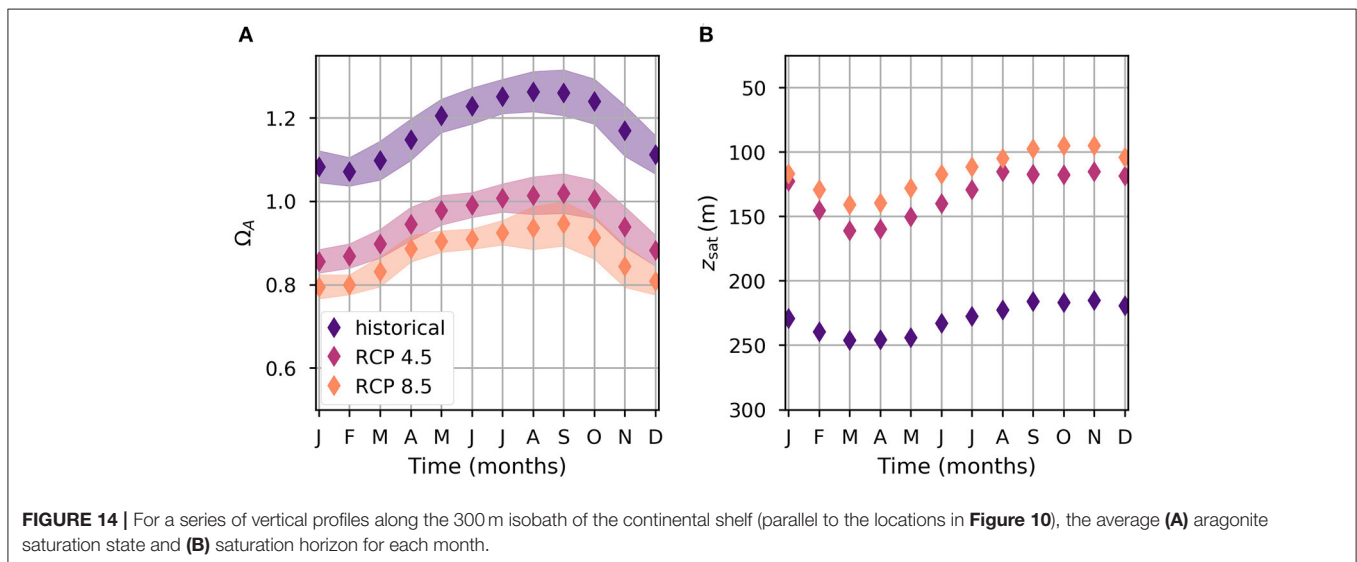 A
B
1.2
1.0
0.8
0.6
Ω_A
historical
RCP 4.5
RCP 8.5
J F M A M J J A S O N D
Time (months)
50
100
150
200
250
300
z_sat (m)
J F M A M J J A S O N D
Time (months)
FIGURE 14 | For a series of vertical profiles along the 300 m isobath of the continental shelf (parallel to the locations in Figure 10), the average (A) aragonite
saturation state and (B) saturation horizon for each month.